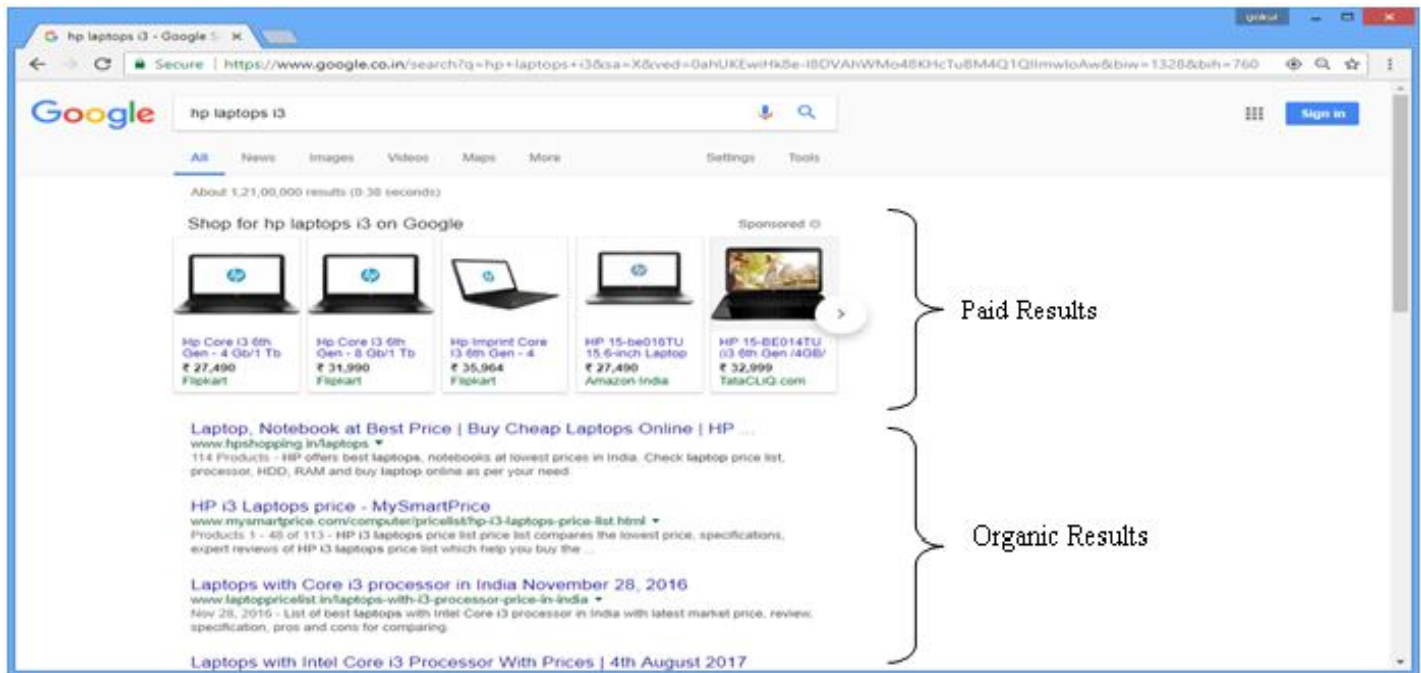 gokul
hp laptops i3 - Google S
Secure | https://www.google.co.in/search?q=hp+laptops+i3&sa=X&ved=
Google
hp laptops i3
Sign in
All News Images Videos Maps More Settings Tools
About 1,21,00,000 results (0.38 seconds)
Shop for hp laptops i3 on Google
Sponsored
Hp Core I3 6th
Gen - 4 Gb/1 Tb
₹ 27,490
Flipkart
Hp Core I3 6th
Gen - 8 Gb/1 Tb
₹ 31,990
Flipkart
Hp Imprint Core
I3 6th Gen - 4
₹ 35,964
Flipkart
HP 15-be016TU
15.6-inch Laptop
₹ 27,490
Amazon India
HP 15-BE014TU
(i3 6th Gen /4GB/
₹ 32,999
TataCLiQ.com
Paid Results
Laptop, Notebook at Best Price | Buy Cheap Laptops Online | HP ...
www.hpshopping.in/laptops
114 Products - HP offers best laptops, notebooks at lowest prices in India. Check laptop price list,
processor, HDD, RAM and buy laptop online as per your need.
HP i3 Laptops price - MySmartPrice
www.mysmartprice.com/computer/pricelist/hp-i3-laptops-price-list.html
Products 1 - 48 of 113 - HP i3 laptops price list price list compares the lowest price, specifications,
expert reviews of HP i3 laptops price list which help you buy the ...
Laptops with Core i3 processor in India November 28, 2016
www.laptoppricelist.in/laptops-with-i3-processor-price-in-india
Nov 28, 2016 - List of best laptops with Intel Core i3 processor in India with latest market price, review,
specification, pros and cons for comparing.
Laptops with Intel Core i3 Processor With Prices | 4th August 2017
Organic Results